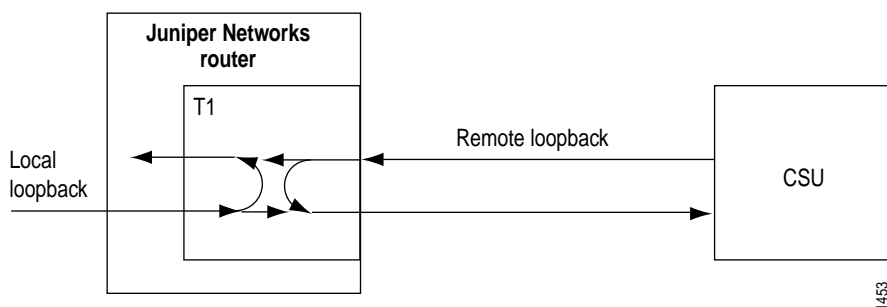 Juniper Networks
router
T1
Remote loopback
Local
loopback
CSU
1453